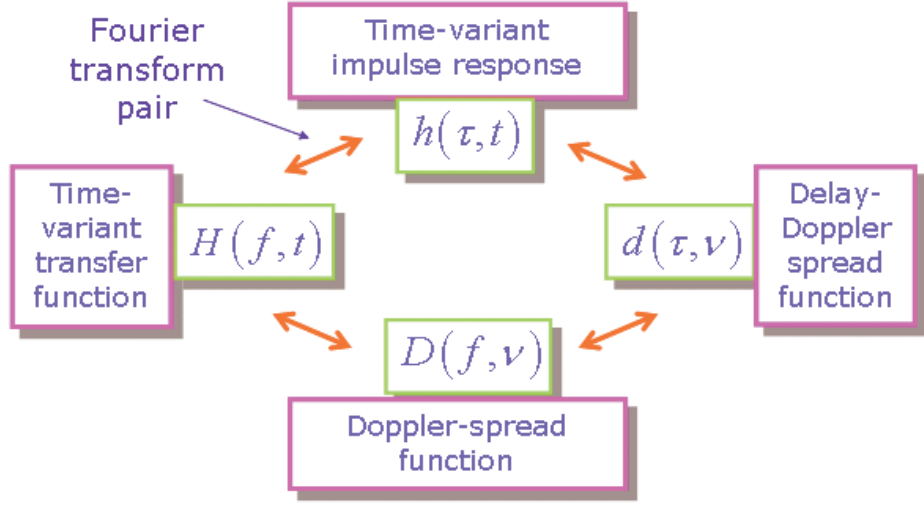 Fourier
transform
pair
Time-variant
impulse response
h(τ,t)
Time-
variant
transfer
function
H(f,t)
d(τ,ν)
Delay-
Doppler
spread
function
D(f,ν)
Doppler-spread
function